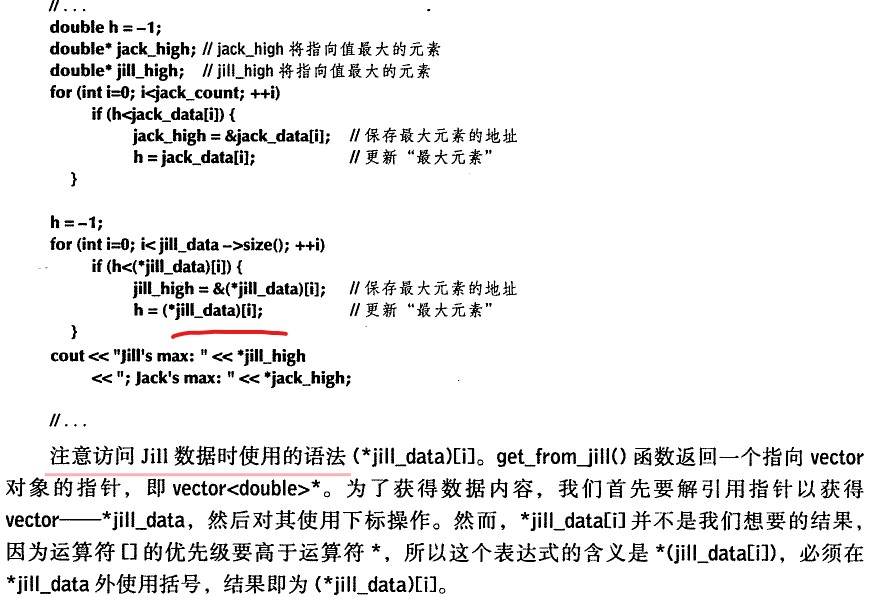 //...
double h = -1;
double* jack_high; // jack_high 将指向值最大的元素
double* jill_high; // jill_high 将指向值最大的元素
for (int i=0; i<jack_count; ++i)
if (h<jack_data[i]) {
jack_high = &jack_data[i]; // 保存最大元素的地址
h = jack_data[i]; // 更新“最大元素”
}
h = -1;
for (int i=0; i< jill_data ->size(); ++i)
if (h<(*jill_data)[i]) {
jill_high = &(*jill_data)[i]; // 保存最大元素的地址
h = (*jill_data)[i]; // 更新“最大元素”
}
cout << "Jill's max: " << *jill_high
<< "; Jack's max: " << *jack_high;
//...
注意访问 Jill 数据时使用的语法 (*jill_data)[i]。get_from_jill() 函数返回一个指向 vector
对象的指针，即 vector<double>*。为了获得数据内容，我们首先要解引用指针以获得
vector——*jill_data，然后对其使用下标操作。然而，*jill_data[i] 并不是我们想要的结果，
因为运算符 [] 的优先级要高于运算符 *，所以这个表达式的含义是 *(jill_data[i])，必须在
*jill_data 外使用括号，结果即为 (*jill_data)[i]。